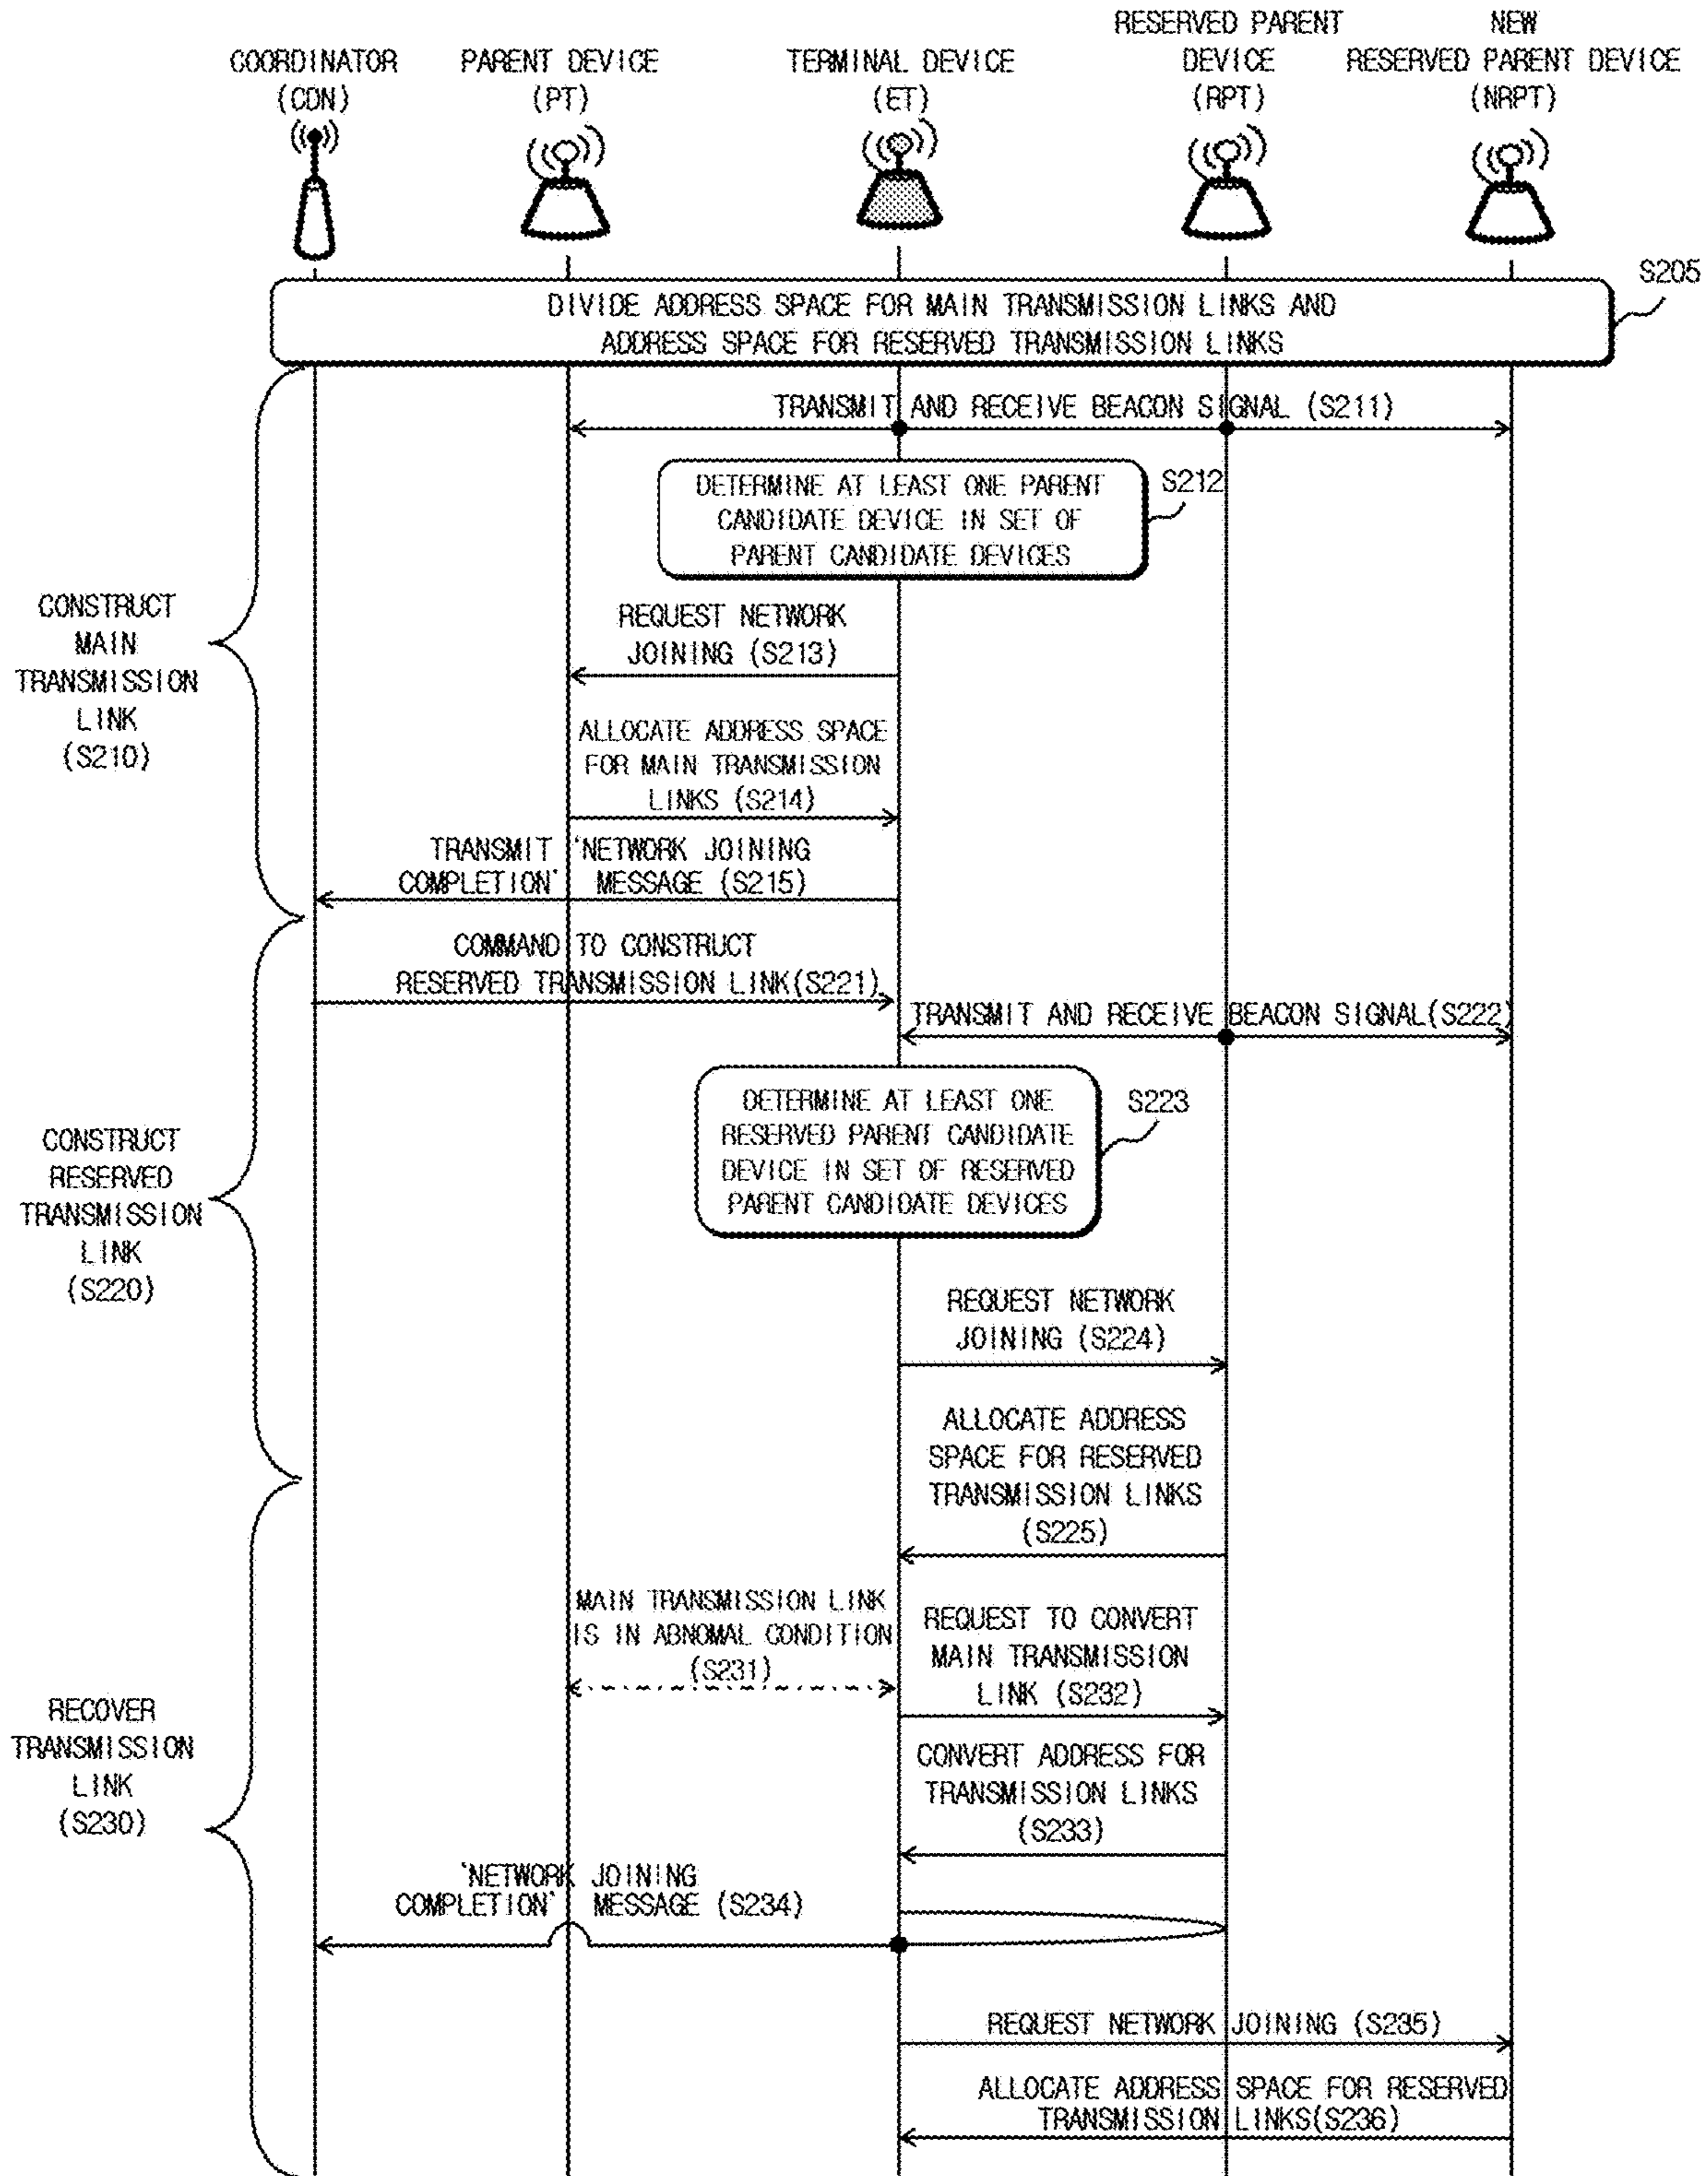 COORDINATOR
(CDN)
PARENT DEVICE
(PT)
TERMINAL DEVICE
(ET)
RESERVED PARENT
DEVICE
(RPT)
NEW
RESERVED PARENT DEVICE
(NRPT)
S205
DIVIDE ADDRESS SPACE FOR MAIN TRANSMISSION LINKS AND
ADDRESS SPACE FOR RESERVED TRANSMISSION LINKS
TRANSMIT AND RECEIVE BEACON SIGNAL (S211)
DETERMINE AT LEAST ONE PARENT
CANDIDATE DEVICE IN SET OF
PARENT CANDIDATE DEVICES
S212
CONSTRUCT
MAIN
TRANSMISSION
LINK
(S210)
REQUEST NETWORK
JOINING (S213)
ALLOCATE ADDRESS SPACE
FOR MAIN TRANSMISSION
LINKS (S214)
TRANSMIT 'NETWORK JOINING
COMPLETION' MESSAGE (S215)
COMMAND TO CONSTRUCT
RESERVED TRANSMISSION LINK(S221)
TRANSMIT AND RECEIVE BEACON SIGNAL(S222)
DETERMINE AT LEAST ONE
RESERVED PARENT CANDIDATE
DEVICE IN SET OF RESERVED
PARENT CANDIDATE DEVICES
S223
CONSTRUCT
RESERVED
TRANSMISSION
LINK
(S220)
REQUEST NETWORK
JOINING (S224)
ALLOCATE ADDRESS
SPACE FOR RESERVED
TRANSMISSION LINKS
(S225)
MAIN TRANSMISSION LINK
IS IN ABNOMAL CONDITION
(S231)
REQUEST TO CONVERT
MAIN TRANSMISSION
LINK (S232)
RECOVER
TRANSMISSION
LINK
(S230)
CONVERT ADDRESS FOR
TRANSMISSION LINKS
(S233)
'NETWORK JOINING
COMPLETION' MESSAGE (S234)
REQUEST NETWORK JOINING (S235)
ALLOCATE ADDRESS SPACE FOR RESERVED
TRANSMISSION LINKS(S236)